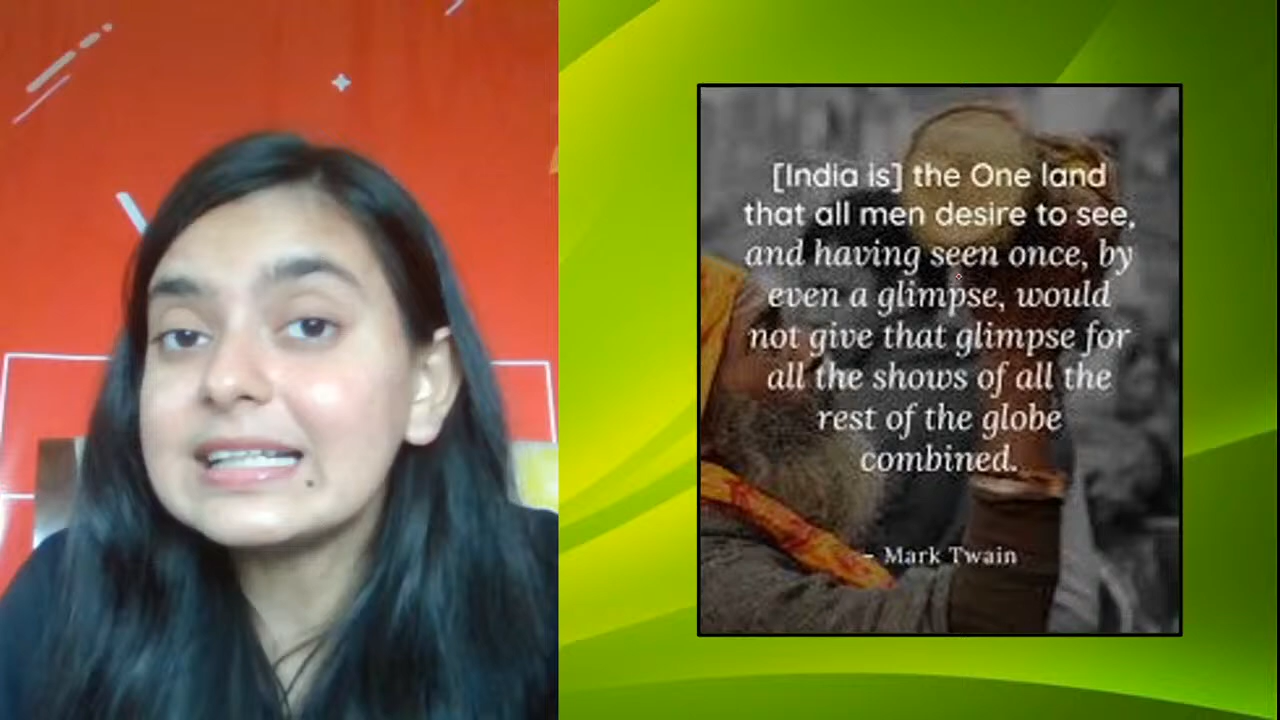 [India is] the One land
that all men desire to see,
and having seen once, by
even a glimpse, would
not give that glimpse for
all the shows of all the
rest of the globe
combined.
- Mark Twain